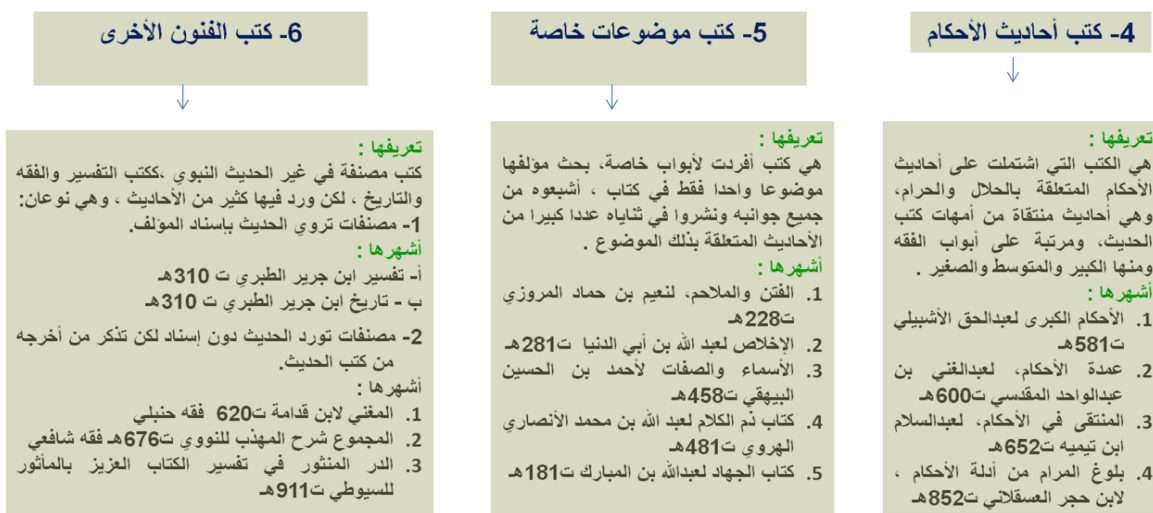 4- كتب أحاديث الأحكام
تعريفها :
هي الكتب التي اشتملت على أحاديث
الأحكام المتعلقة بالحلال والحرام،
وهي أحاديث منتقاة من أمهات كتب
الحديث، ومرتبة على أبواب الفقه
ومنها الكبير والمتوسط والصغير .
أشهرها :
1. الأحكام الكبرى لعبدالحق الأشبيلي
ت581هـ
2. عمدة الأحكام، لعبدالغني بن
عبدالواحد المقدسي ت600هـ
3. المنتقى في الأحكام، لعبدالسلام
ابن تيميه ت652هـ
4. بلوغ المرام من أدلة الأحكام ،
لابن حجر العسقلاني ت852هـ
5- كتب موضوعات خاصة
تعريفها :
هي كتب أفردت لأبواب خاصة، بحث مؤلفها
موضوعا واحدا فقط في كتاب ، أشبعوه من
جميع جوانبه ونشروا في ثناياه عددا كبيرا من
الأحاديث المتعلقة بذلك الموضوع .
أشهرها :
1. الفتن والملاحم، لنعيم بن حماد المروزي
ت228هـ
2. الإخلاص لعبد الله بن أبي الدنيا ت281هـ
3. الأسماء والصفات لأحمد بن الحسين
البيهقي ت458هـ
4. كتاب ذم الكلام لعبد الله بن محمد الأنصاري
الهروي ت481هـ
5. كتاب الجهاد لعبدالله بن المبارك ت181هـ
6- كتب الفنون الأخرى
تعريفها :
كتب مصنفة في غير الحديث النبوي ،ككتب التفسير والفقه
والتاريخ ، لكن ورد فيها كثير من الأحاديث ، وهي نوعان:
1- مصنفات تروي الحديث بإسناد المؤلف.
أشهرها :
أ- تفسير ابن جرير الطبري ت 310هـ
ب - تاريخ ابن جرير الطبري ت 310هـ
2- مصنفات تورد الحديث دون إسناد لكن تذكر من أخرجه
من كتب الحديث.
أشهرها :
1. المغني لابن قدامة ت620 فقه حنبلي
2. المجموع شرح المهذب للنووي ت676هـ فقه شافعي
3. الدر المنثور في تفسير الكتاب العزيز بالمأثور
للسيوطي ت911هـ